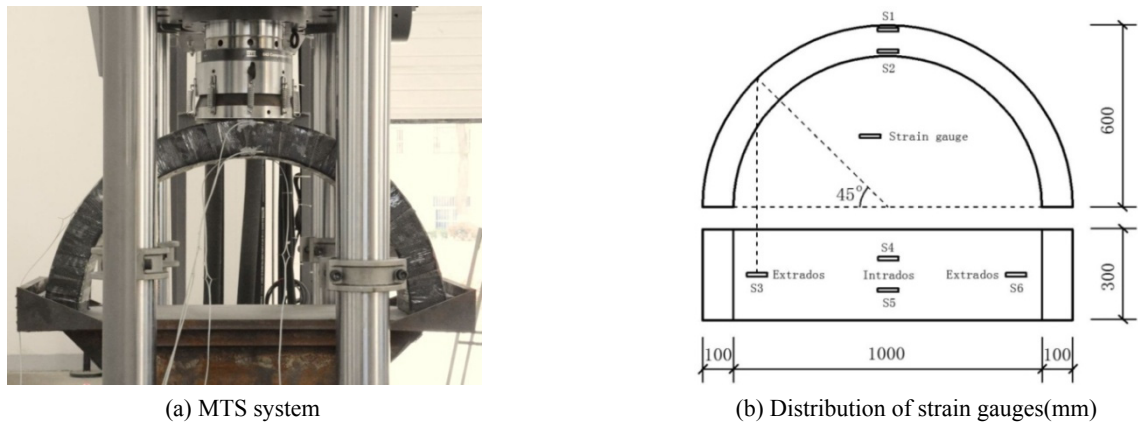 S1
S2
Strain gauge
45°
600
S4
Extrados
Intrados
Extrados
S3
S5
S6
300
100
1000
100
(a) MTS system
(b) Distribution of strain gauges(mm)